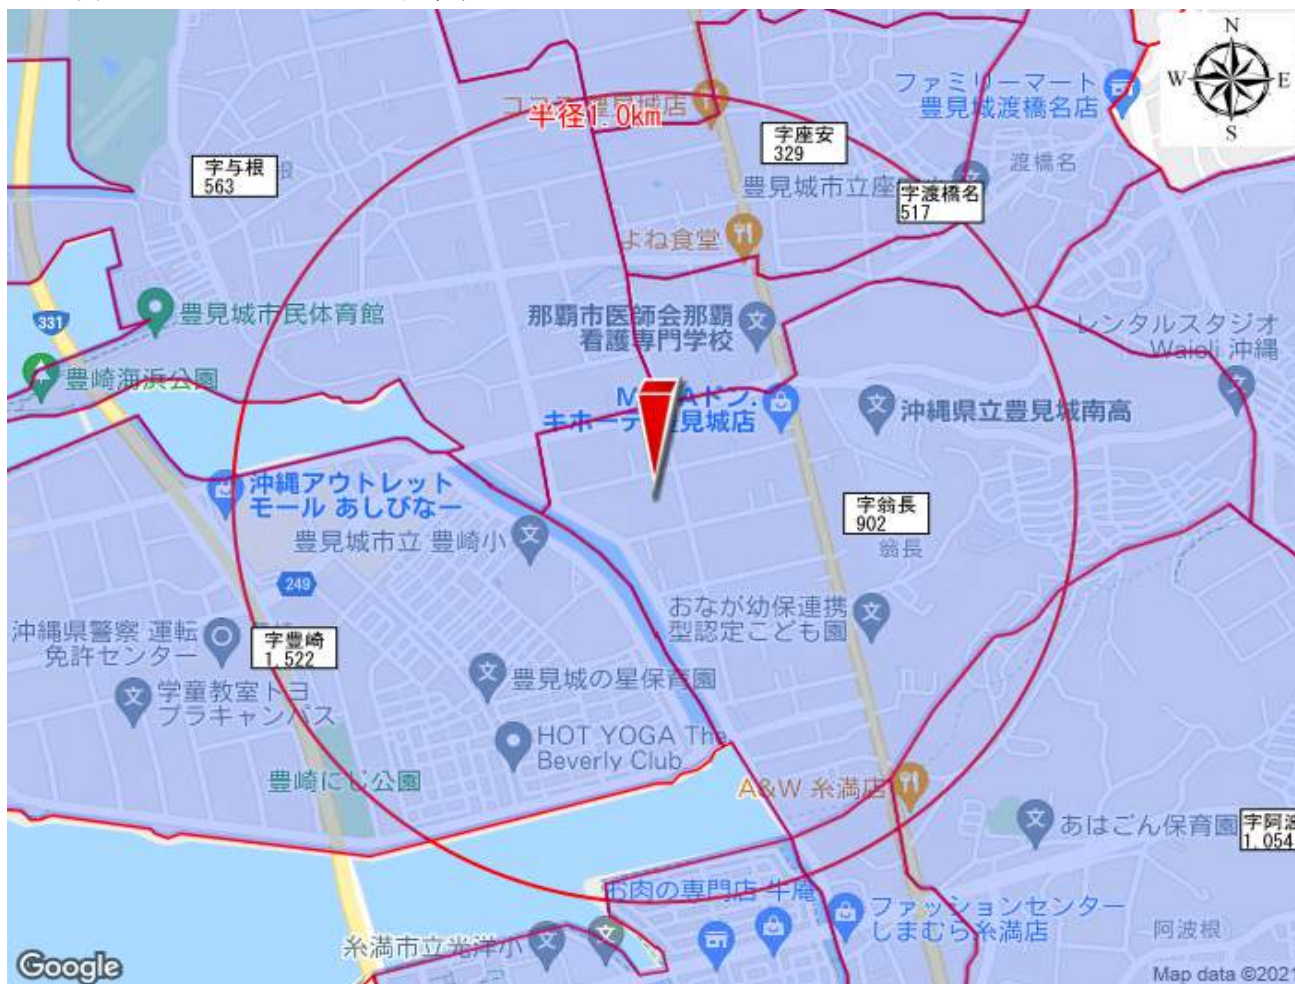 N
W E
S
ファミリーマート
豊見城渡橋名店
半径1.0km
字座安
329
字与根
563
渡橋名
豊見城市立座
字渡橋名
517
よね食堂
331
豊見城市民体育館
那覇市医師会那覇
看護専門学校
レンタルスタジオ
Waioli 沖縄
豊崎海浜公園
キホーテ豊見城店
沖縄県立豊見城南高
沖縄アウトレット
モール あしびなー
字翁長
902
豊見城市立 豊崎小
翁長
249
おなが幼保連携
型認定こども園
沖縄県警察 運転
免許センター
字豊崎
1,522
豊見城の星保育園
学童教室トヨ
プラキャンパス
HOT YOGA The
Beverly Club
豊崎にじ公園
A&W 糸満店
あはごん保育園
字阿波
1,054
お肉の専門店 牛庵
ファッションセンター
しまむら糸満店
糸満市立光洋小
阿波根
Google
Map data ©2021